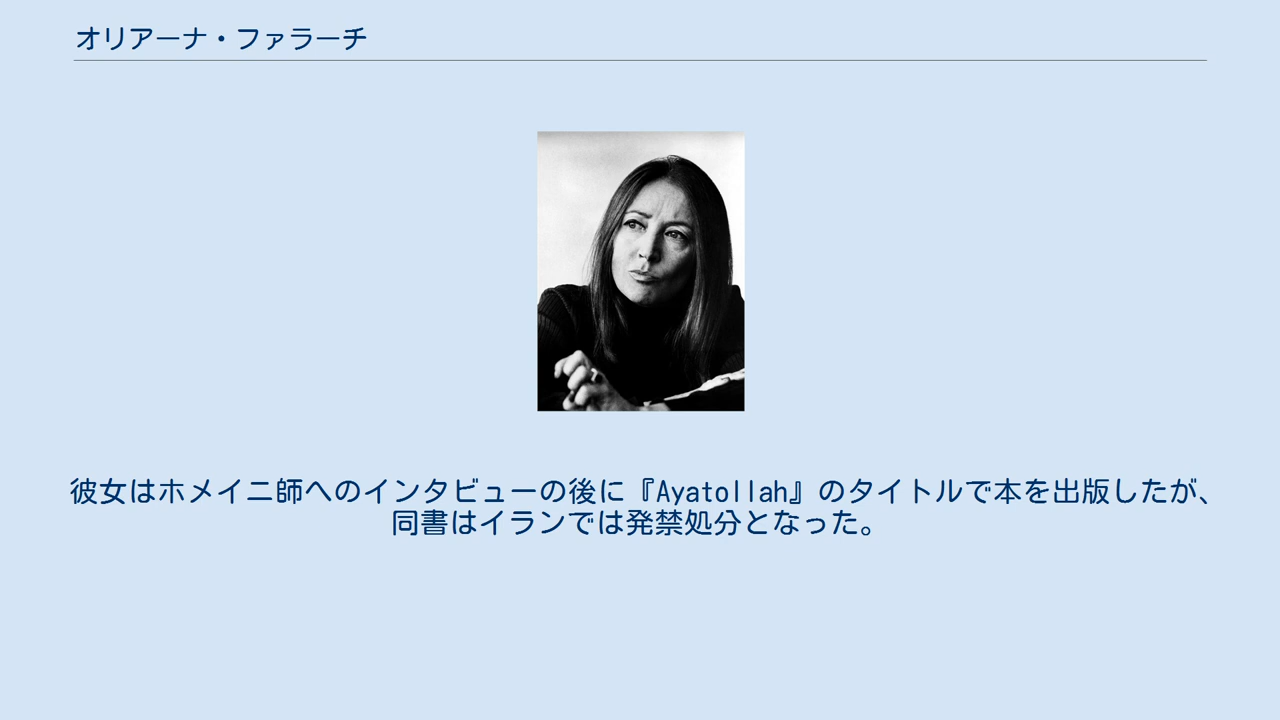 オリアーナ・ファラーチ
彼女はホメイニ師へのインタビューの後に『Ayatollah』のタイトルで本を出版したが、
同書はイランでは発禁処分となった。